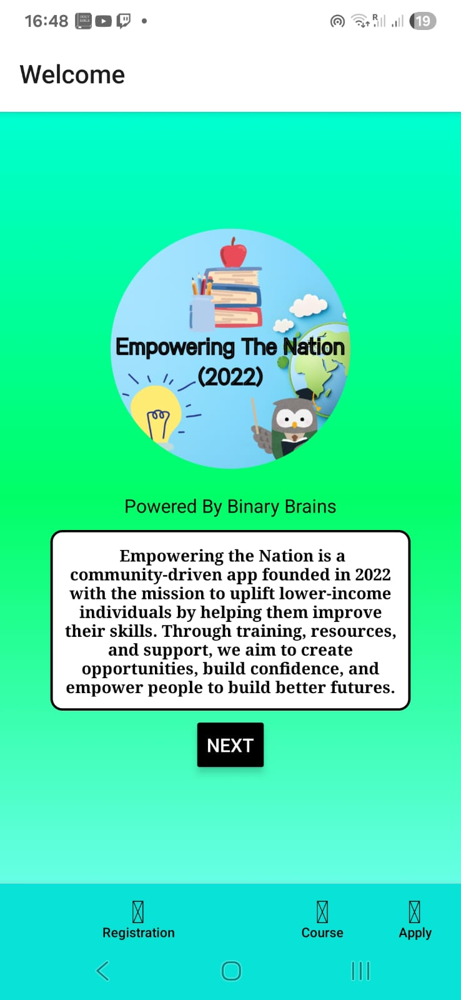 16:48
HOLY
BIBLE
R
19
Welcome
Empowering The Nation
(2022)
Powered By Binary Brains
Empowering the Nation is a
community-driven app founded in 2022
with the mission to uplift lower-income
individuals by helping them improve
their skills. Through training, resources,
and support, we aim to create
opportunities, build confidence, and
empower people to build better futures.
NEXT
Registration Course Apply